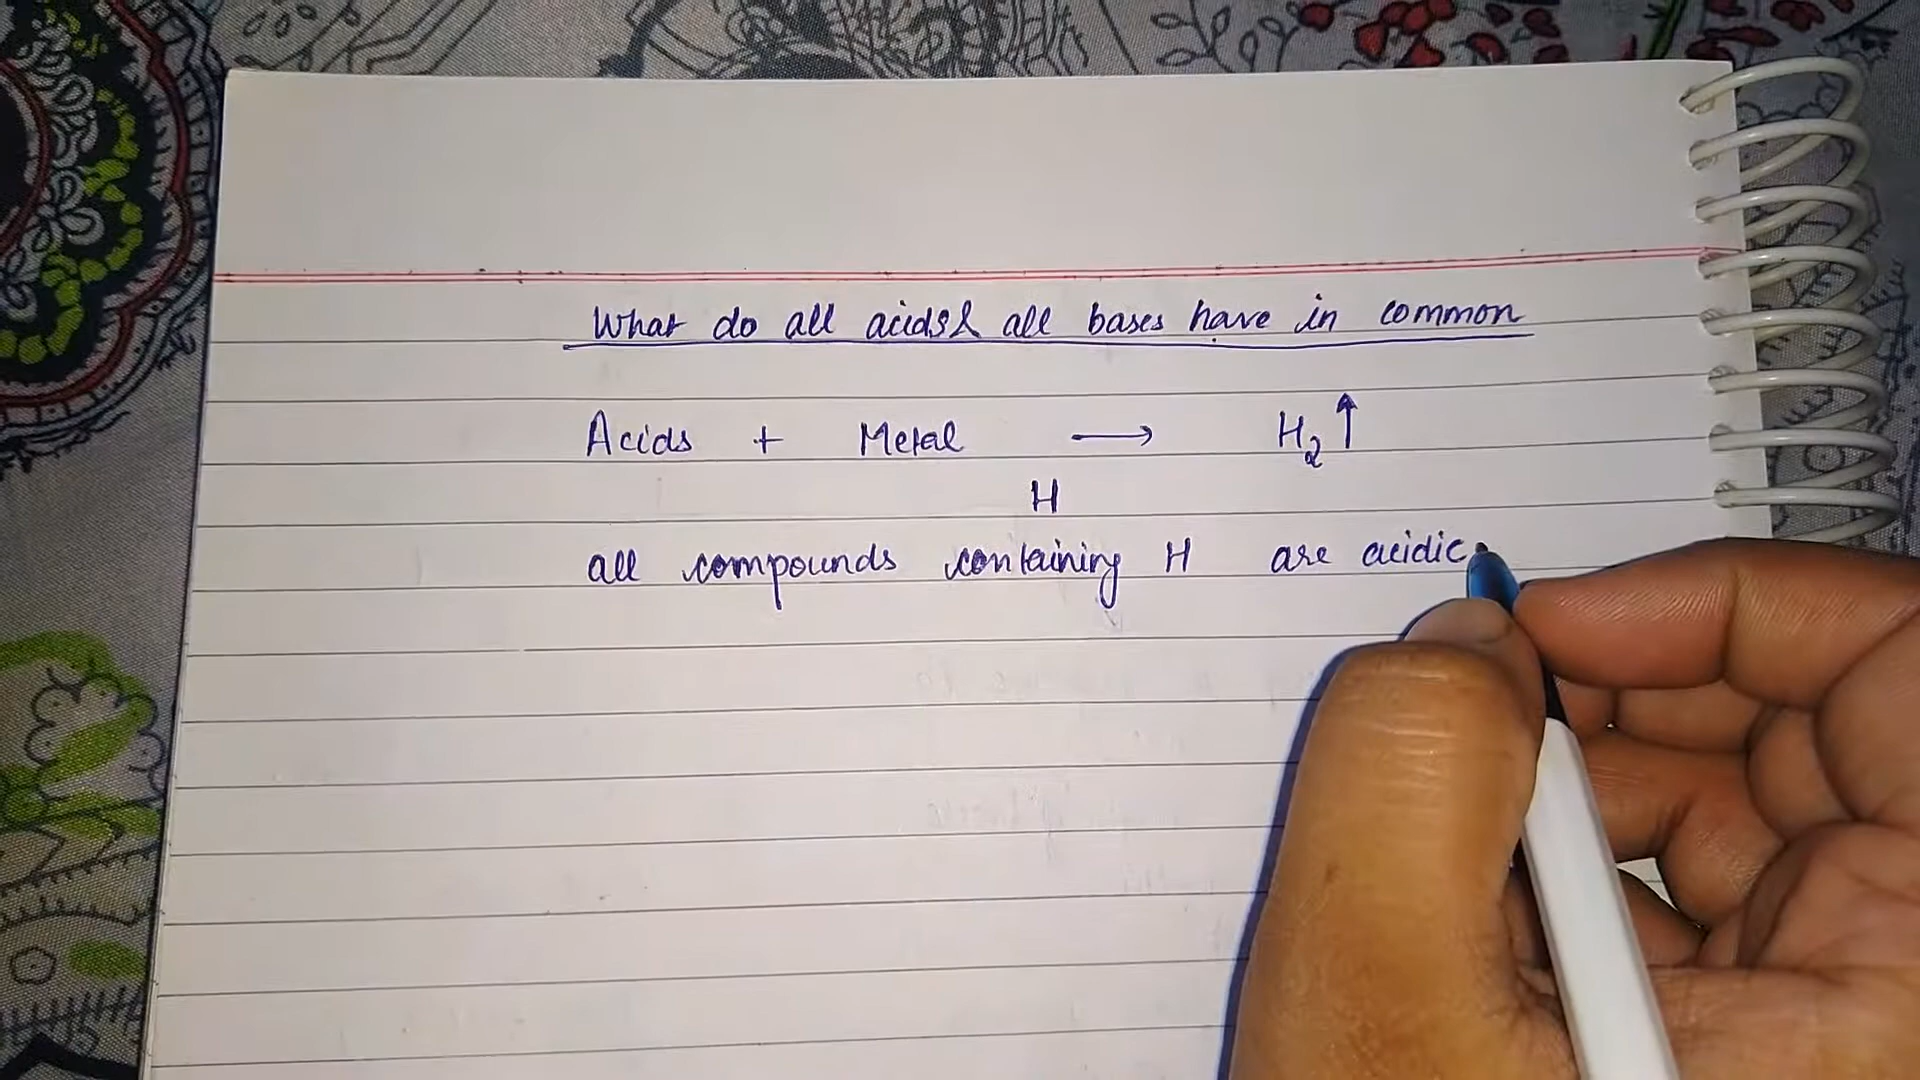 What do all acids & all bases have in common
Acids + Metal → H₂↑
H
all compounds containing H are acidic